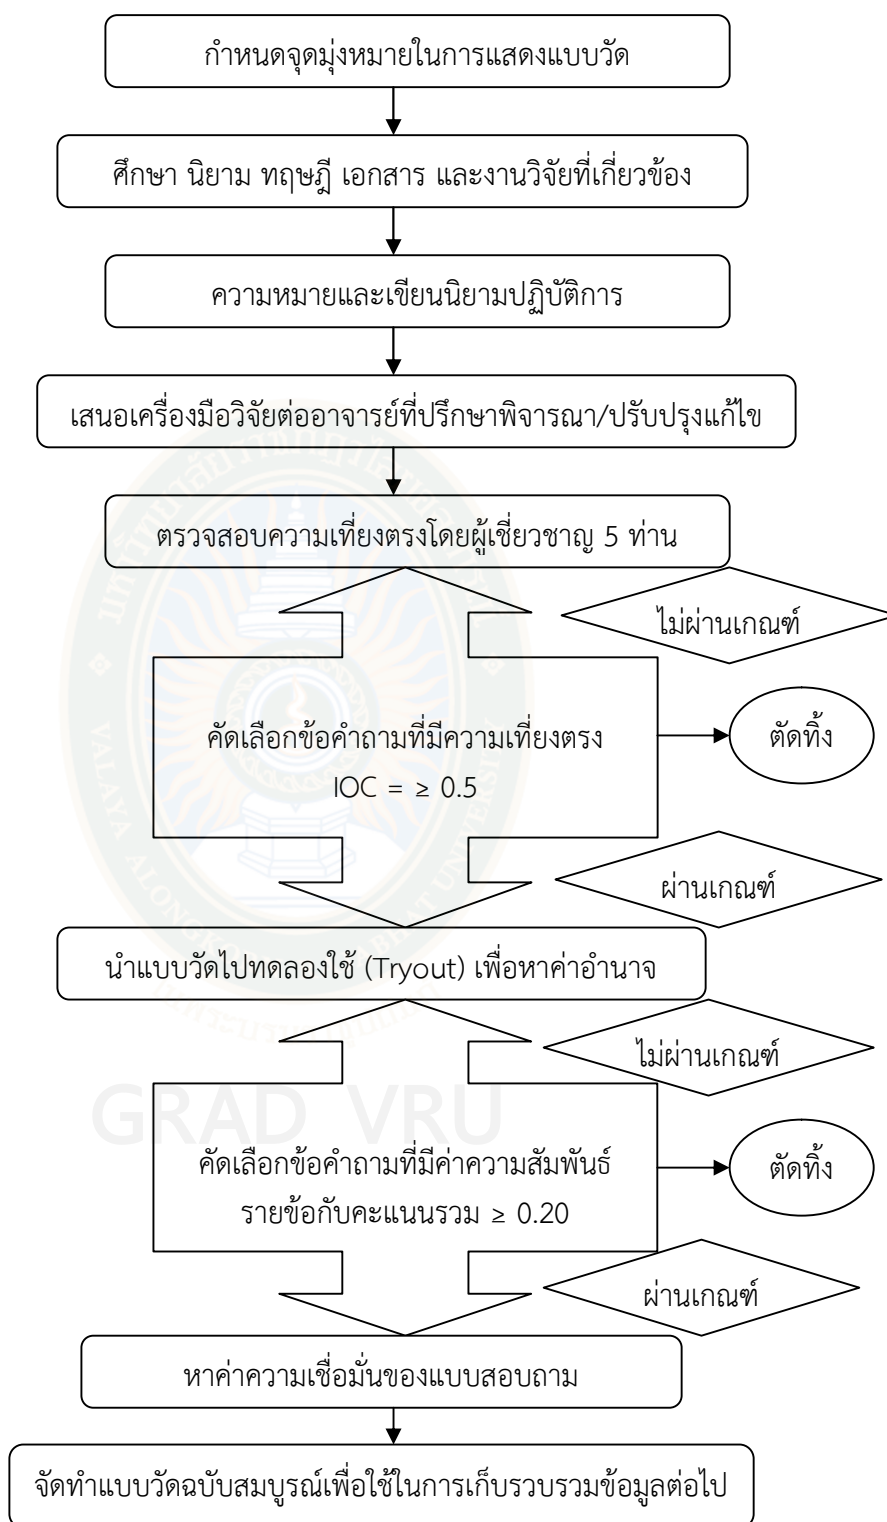 กำหนดจุดมุ่งหมายในการแสดงแบบวัด
ศึกษา นิยาม ทฤษฎี เอกสาร และงานวิจัยที่เกี่ยวข้อง
ความหมายและเขียนนิยามปฏิบัติการ
เสนอเครื่องมือวิจัยต่ออาจารย์ที่ปรึกษาพิจารณา/ปรับปรุงแก้ไข
ตรวจสอบความเที่ยงตรงโดยผู้เชี่ยวชาญ 5 ท่าน
ไม่ผ่านเกณฑ์
คัดเลือกข้อคำถามที่มีความเที่ยงตรง
IOC = ≥ 0.5
ตัดทิ้ง
ผ่านเกณฑ์
นำแบบวัดไปทดลองใช้ (Tryout) เพื่อหาค่าอำนาจ
ไม่ผ่านเกณฑ์
GRAD VRU
คัดเลือกข้อคำถามที่มีค่าความสัมพันธ์
รายข้อกับคะแนนรวม ≥ 0.20
ตัดทิ้ง
ผ่านเกณฑ์
หาค่าความเชื่อมั่นของแบบสอบถาม
จัดทำแบบวัดฉบับสมบูรณ์เพื่อใช้ในการเก็บรวบรวมข้อมูลต่อไป